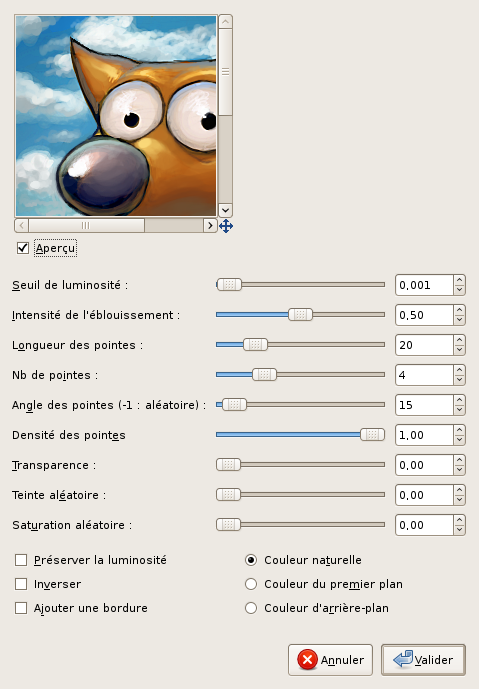 Aperçu
Seuil de luminosité : 0,001
Intensité de l'éblouissement : 0,50
Longueur des pointes : 20
Nb de pointes : 4
Angle des pointes (-1 : aléatoire) : 15
Densité des pointes 1,00
Transparence : 0,00
Teinte aléatoire : 0,00
Saturation aléatoire : 0,00
Préserver la luminosité Couleur naturelle
Inverser Couleur du premier plan
Ajouter une bordure Couleur d'arrière-plan
Annuler Valider